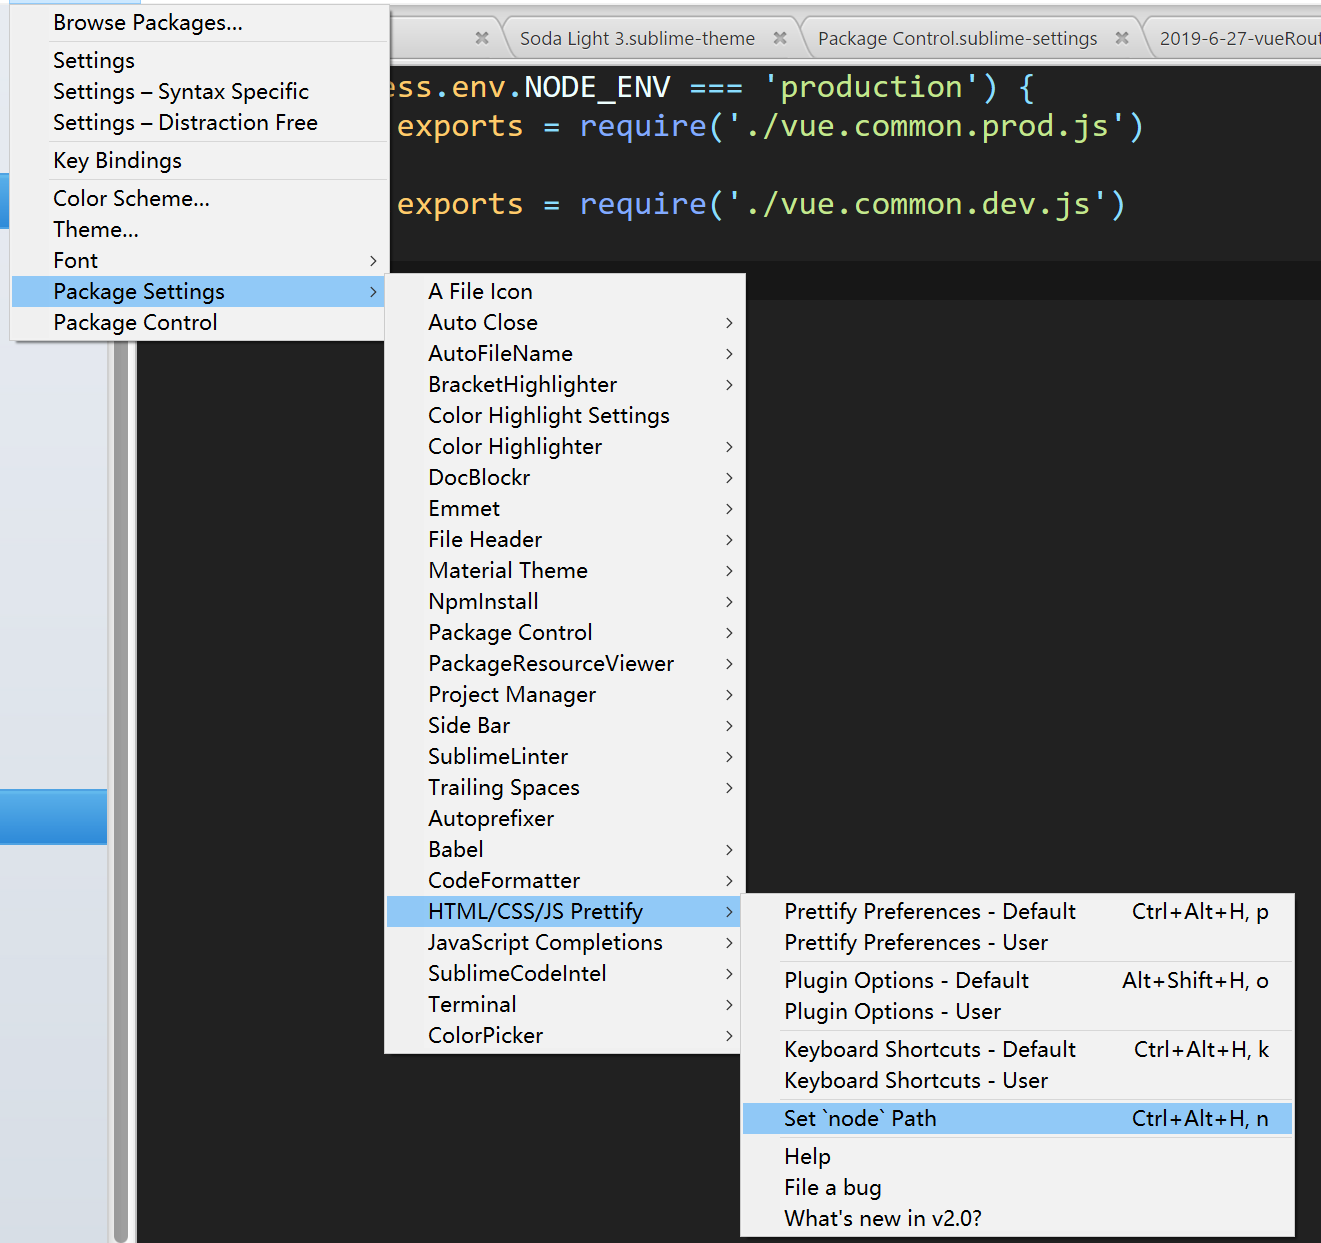 Browse Packages...
Settings
Settings – Syntax Specific
Settings – Distraction Free
Key Bindings
Color Scheme...
Theme...
Font
Package Settings
Package Control
Soda Light 3.sublime-theme
Package Control.sublime-settings
2019-6-27-vueRout
ess.env.NODE_ENV === 'production') {
exports = require('./vue.common.prod.js')
exports = require('./vue.common.dev.js')
A File Icon
Auto Close
AutoFileName
BracketHighlighter
Color Highlight Settings
Color Highlighter
DocBlockr
Emmet
File Header
Material Theme
NpmInstall
Package Control
PackageResourceViewer
Project Manager
Side Bar
SublimeLinter
Trailing Spaces
Autoprefixer
Babel
CodeFormatter
HTML/CSS/JS Prettify
JavaScript Completions
SublimeCodeIntel
Terminal
ColorPicker
Prettify Preferences - Default Ctrl+Alt+H, p
Prettify Preferences - User
Plugin Options - Default Alt+Shift+H, o
Plugin Options - User
Keyboard Shortcuts - Default Ctrl+Alt+H, k
Keyboard Shortcuts - User
Set `node` Path Ctrl+Alt+H, n
Help
File a bug
What's new in v2.0?